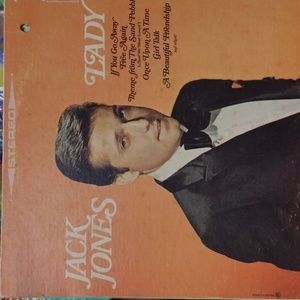 STEREO
LADY
If You Go Away
Here Again
Theme from The Sand Pebbles
Once Upon A Time
Girl Talk
A Beautiful Friendship
JACK
JONES